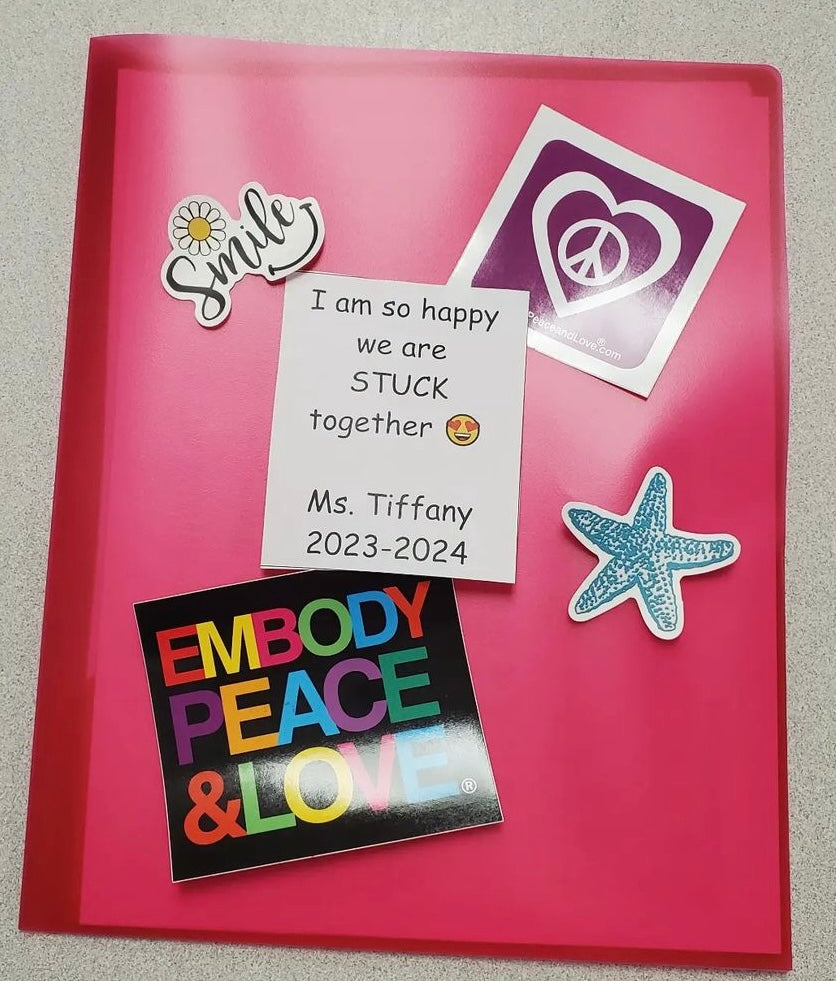 Smile
PeaceandLove.com®
I am so happy
we are
STUCK
together 😍
Ms. Tiffany
2023-2024
EMBODY
PEACE
&LOVE®